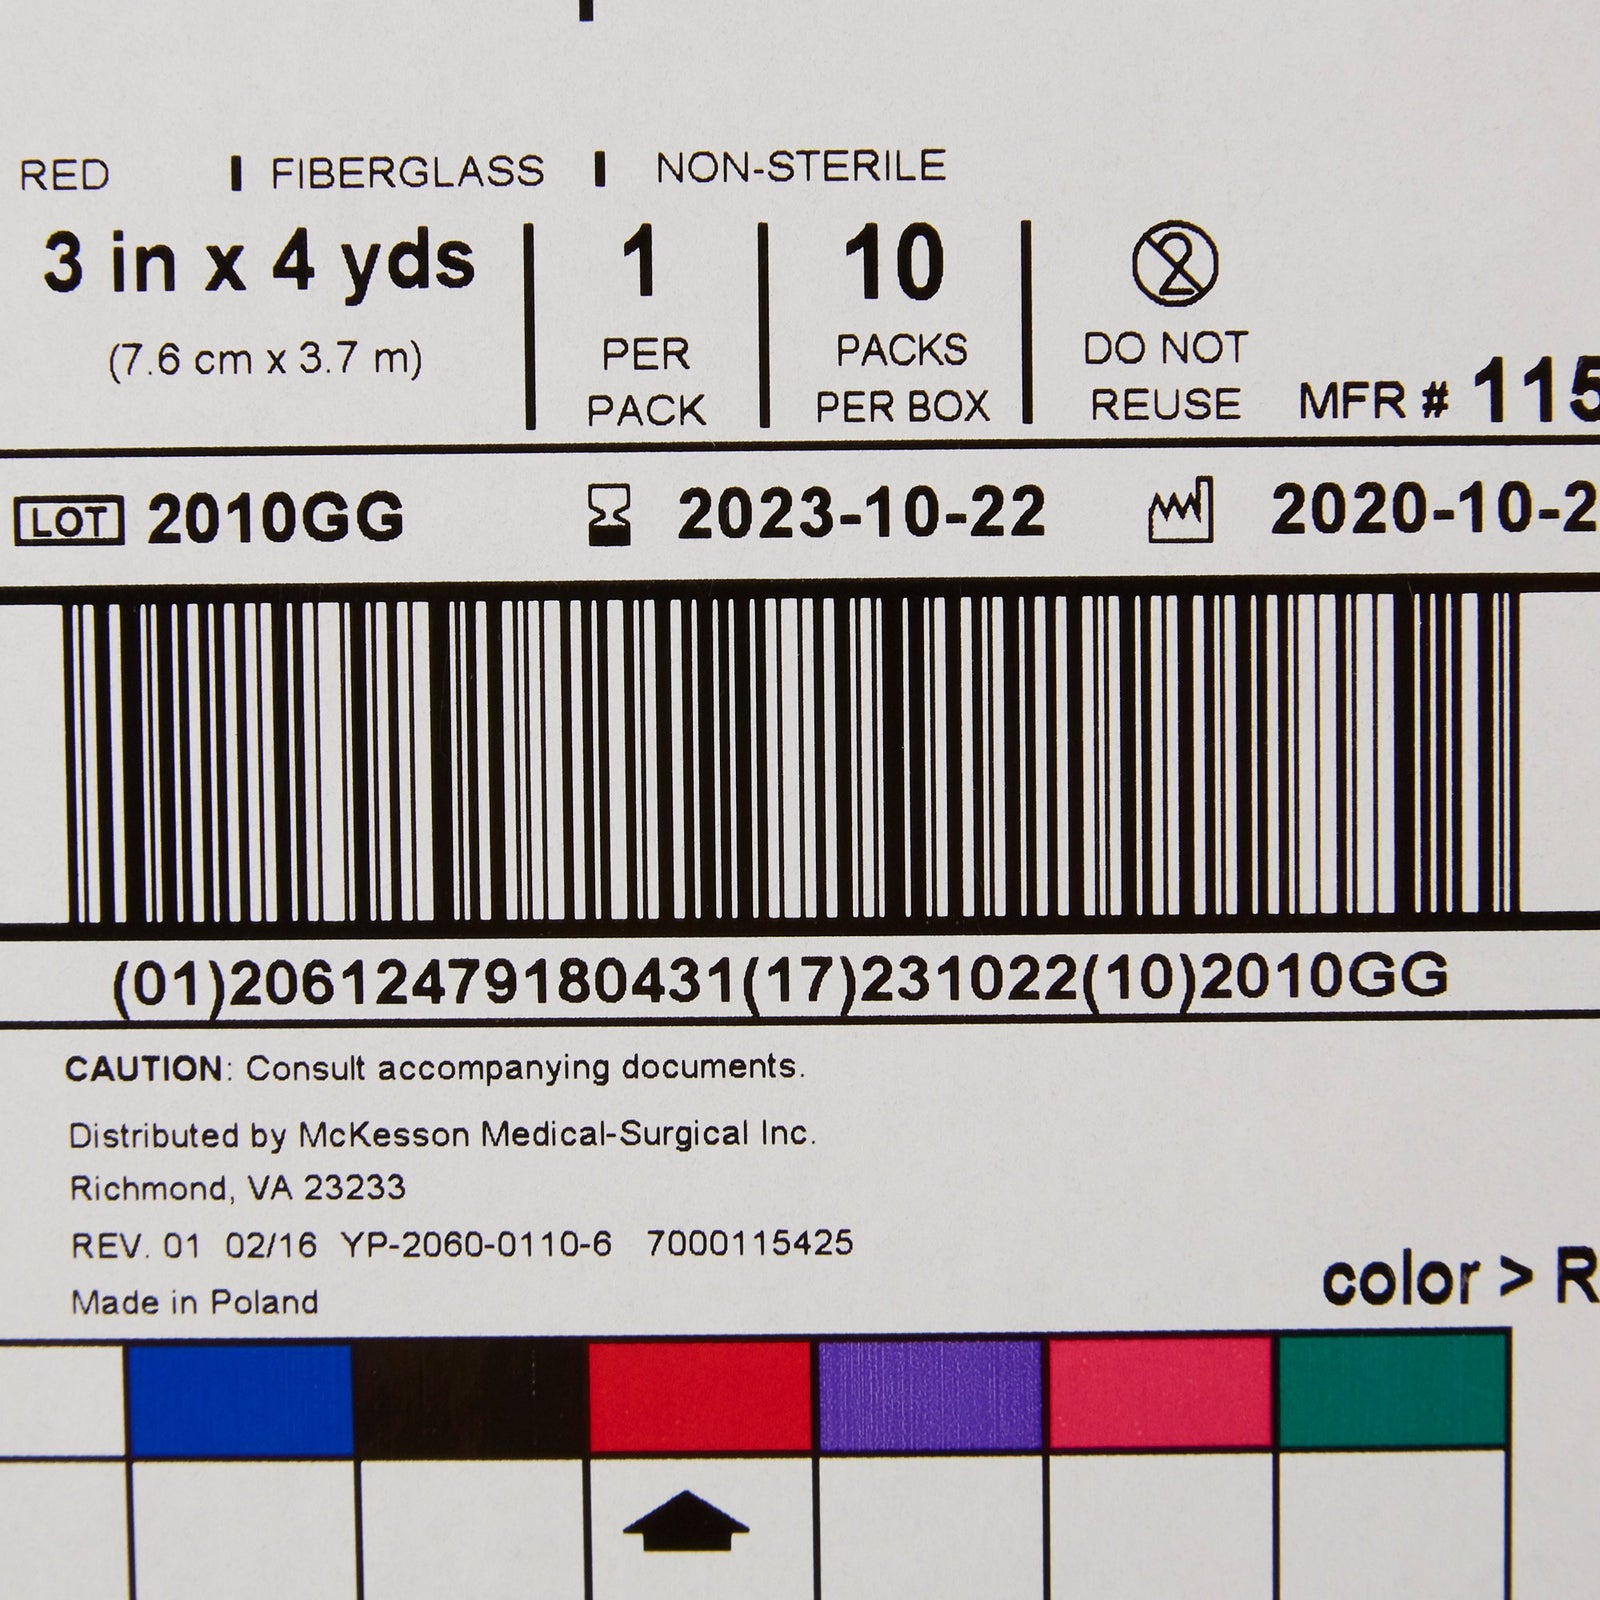 RED | FIBERGLASS | NON-STERILE
3 in x 4 yds
(7.6 cm x 3.7 m)
1
PER
PACK
10
PACKS
PER BOX
2
DO NOT
REUSE
MFR # 115
LOT 2010GG 2023-10-22 2020-10-2
(01)20612479180431(17)231022(10)2010GG
CAUTION: Consult accompanying documents.
Distributed by McKesson Medical-Surgical Inc.
Richmond, VA 23233
REV. 01 02/16 YP-2060-0110-6 7000115425
Made in Poland
color > R